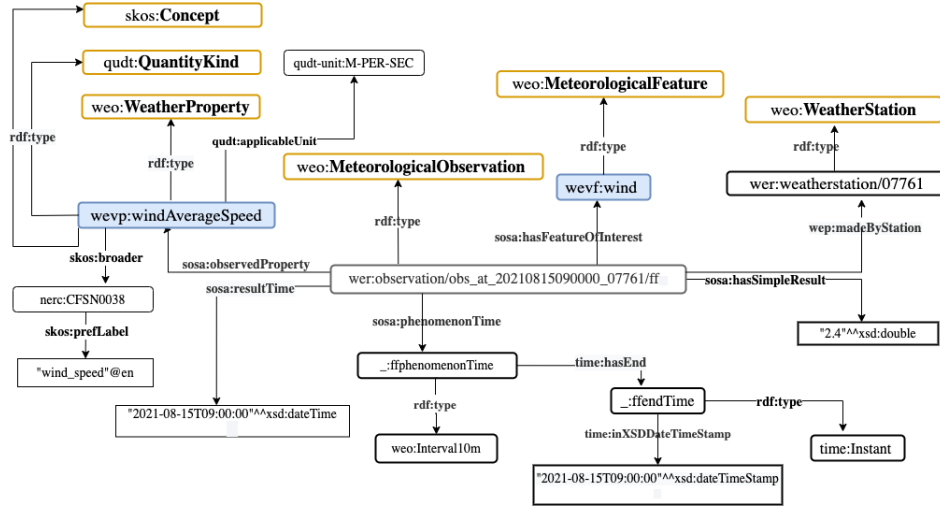 skos:Concept
qudt:QuantityKind
qudt-unit:M-PER-SEC
weo:MeteorologicalFeature
weo:WeatherProperty
weo:WeatherStation
rdf:type
qudt:applicableUnit
rdf:type
rdf:type
rdf:type
weo:MeteorologicalObservation
wevf:wind
wer:weatherstation/07761
wevp:windAverageSpeed
rdf:type
wep:madeByStation
sosa:hasFeatureOfInterest
skos:broader
sosa:observedProperty
wer:observation/obs_at_20210815090000_07761/ff
sosa:hasSimpleResult
sosa:resultTime
nerc:CFSN0038
sosa:phenomenonTime
skos:prefLabel
"2.4"^^xsd:double
_:ffphenomenonTime
time:hasEnd
"wind_speed"@en
_:ffendTime
rdf:type
rdf:type
"2021-08-15T09:00:00"^^xsd:dateTime
time:inXSDDateTimeStamp
weo:Interval10m
time:Instant
"2021-08-15T09:00:00"^^xsd:dateTimeStamp